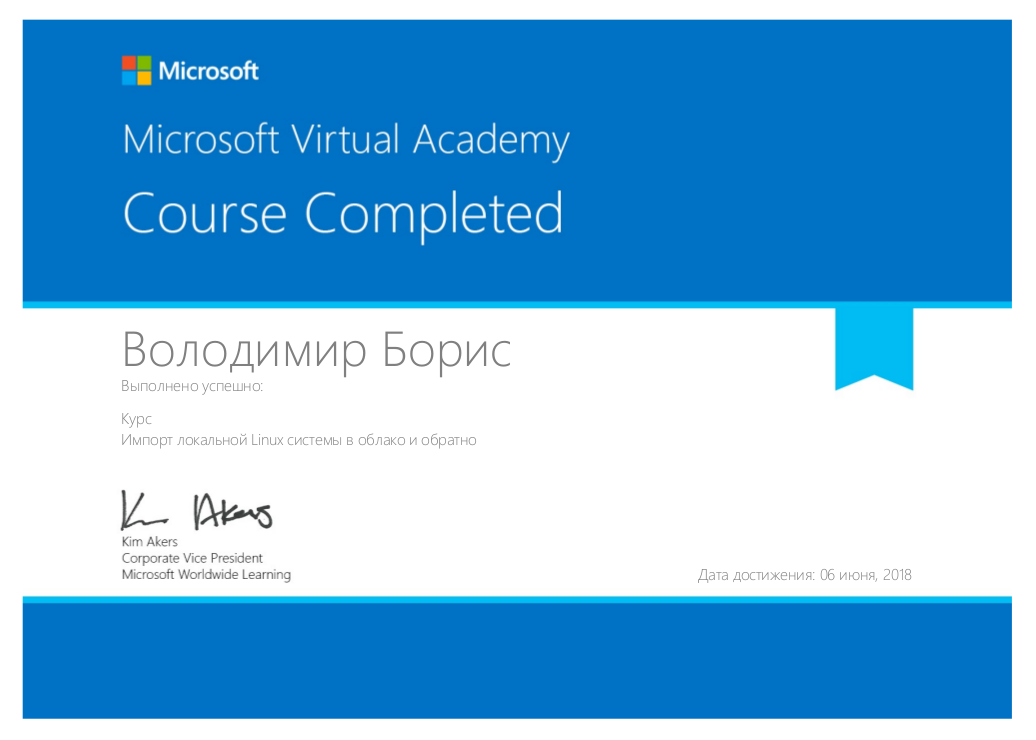 Microsoft
Microsoft Virtual Academy
Course Completed
Володимир Борис
Выполнено успешно:
Курс
Импорт локальной Linux системы в облако и обратно
Kim Akers
Kim Akers
Corporate Vice President
Microsoft Worldwide Learning
Дата достижения: 06 июня, 2018